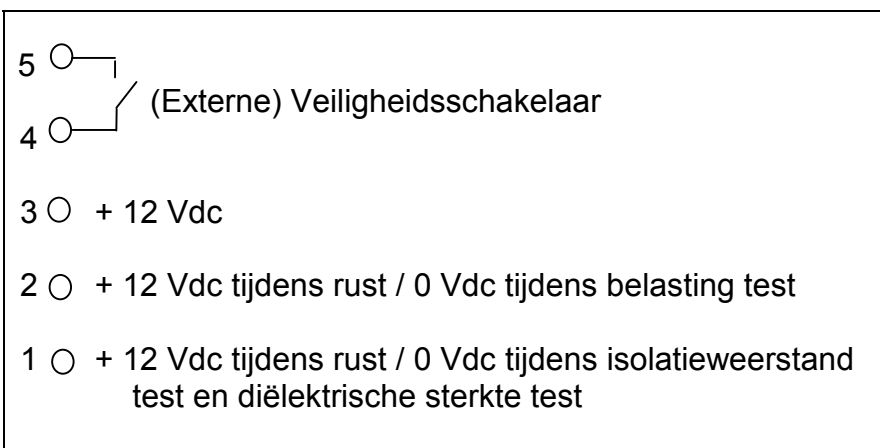 5
(Externe) Veiligheidsschakelaar
4
3 + 12 Vdc
2 + 12 Vdc tijdens rust / 0 Vdc tijdens belasting test
1 + 12 Vdc tijdens rust / 0 Vdc tijdens isolatieweerstand
test en diëlektrische sterkte test